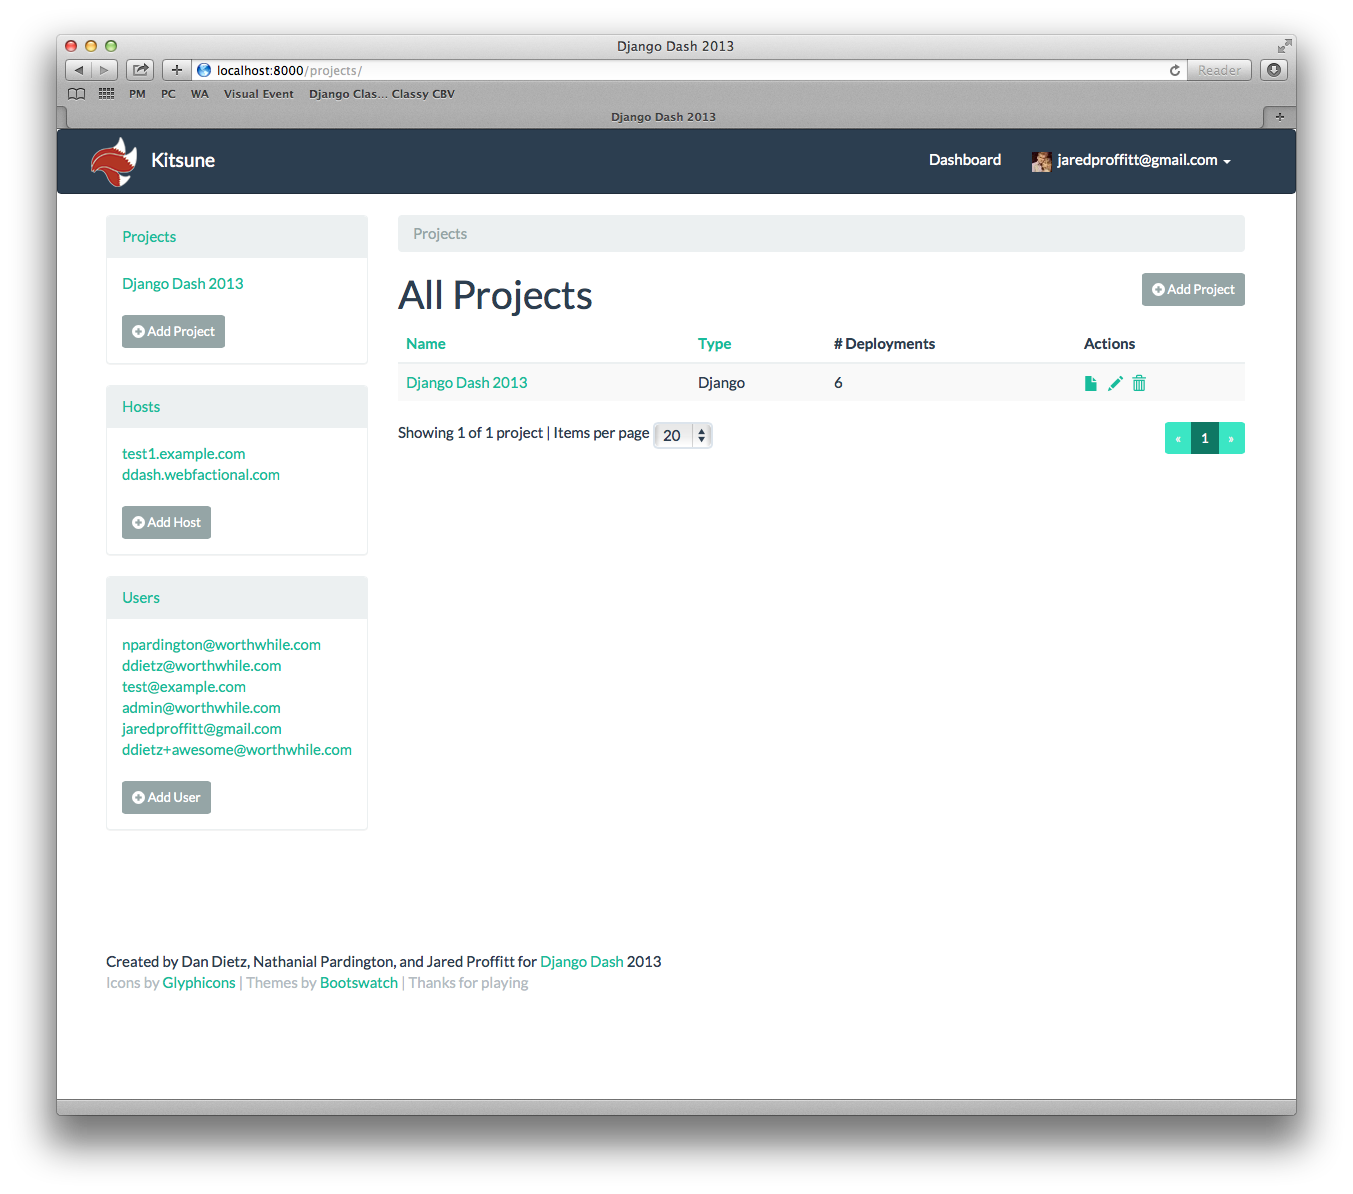 Django Dash 2013
localhost:8000/projects/
Reader
PM PC WA Visual Event Django Clas... Classy CBV
Django Dash 2013
Kitsune
Dashboard
jaredproffitt@gmail.com
Projects
Django Dash 2013
Add Project
Hosts
test1.example.com
ddash.webfactional.com
Add Host
Users
npardington@worthwhile.com
ddietz@worthwhile.com
test@example.com
admin@worthwhile.com
jaredproffitt@gmail.com
ddietz+awesome@worthwhile.com
Add User
Projects
All Projects
Add Project
Name Type # Deployments Actions
Django Dash 2013 Django 6
Showing 1 of 1 project | Items per page 20
« 1 »
Created by Dan Dietz, Nathanial Pardington, and Jared Proffitt for Django Dash 2013
Icons by Glyphicons | Themes by Bootswatch | Thanks for playing